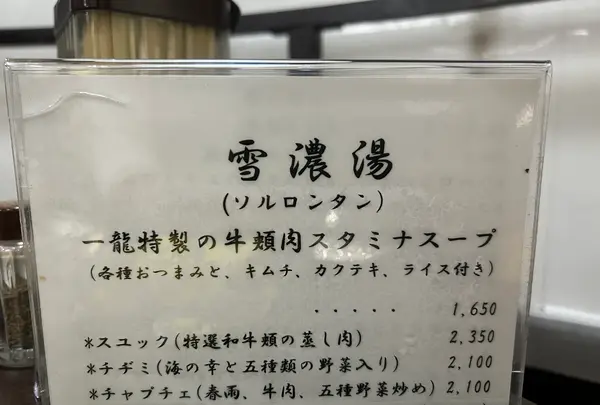 雪濃湯
(ソルロンタン)
一龍特製の牛頬肉スタミナスープ
(各種おつまみと、キムチ、カクテキ、ライス付き)
・・・・・ 1,650
*スユック(特選和牛頬の蒸し肉) 2,350
*チヂミ(海の幸と五種類の野菜入り) 2,100
*チャプチェ(春雨、牛肉、五種野菜炒め) 2,100